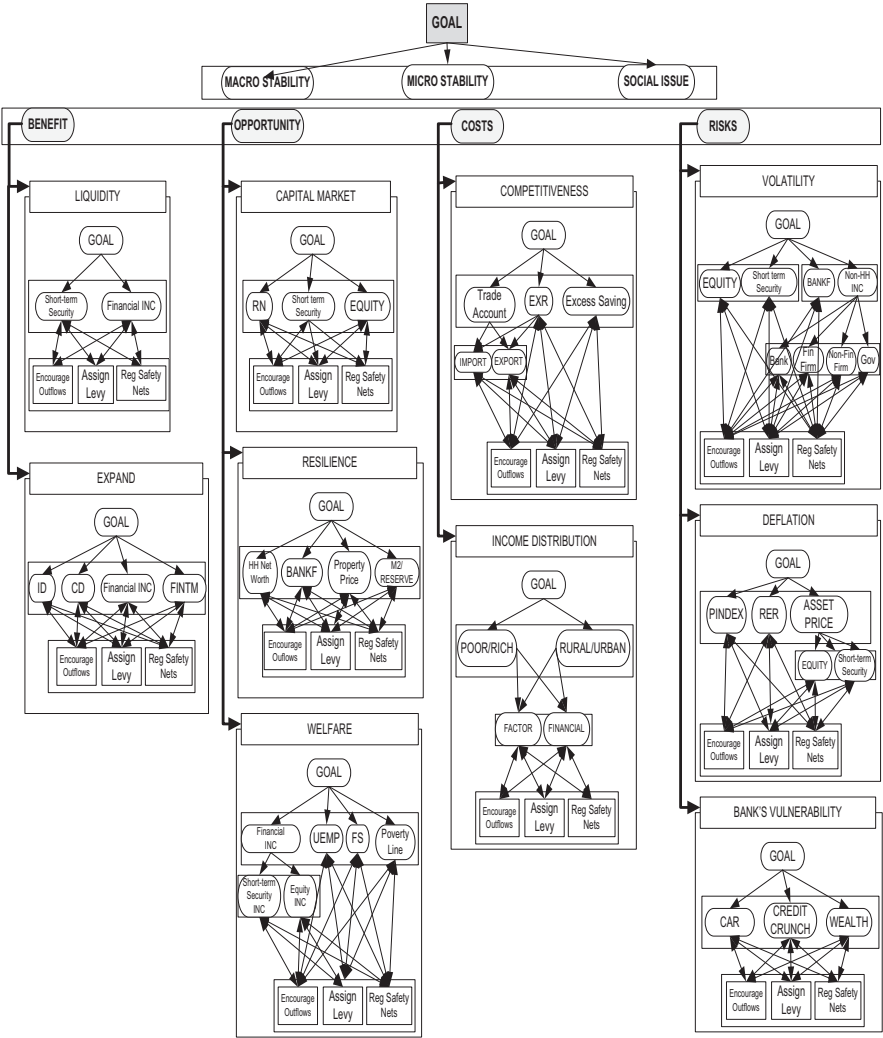 GOAL
MACRO STABILITY
MICRO STABILITY
SOCIAL ISSUE
BENEFIT
OPPORTUNITY
COSTS
RISKS
LIQUIDITY
GOAL
Short-term
Security
Financial INC
Encourage
Outflows
Assign
Levy
Reg Safety
Nets
EXPAND
GOAL
ID
CD
Financial INC
FINTM
Encourage
Outflows
Assign
Levy
Reg Safety
Nets
CAPITAL MARKET
GOAL
RN
Short term
Security
EQUITY
Encourage
Outflows
Assign
Levy
Reg Safety
Nets
RESILIENCE
GOAL
HH Net
Worth
BANKF
Property
Price
M2/
RESERVE
Encourage
Outflows
Assign
Levy
Reg Safety
Nets
WELFARE
GOAL
Financial
INC
UEMP
FS
Poverty
Line
Short-term
Security
INC
Equity
INC
Encourage
Outflows
Assign
Levy
Reg Safety
Nets
COMPETITIVENESS
GOAL
Trade
Account
EXR
Excess Saving
IMPORT
EXPORT
Encourage
Outflows
Assign
Levy
Reg Safety
Nets
INCOME DISTRIBUTION
GOAL
POOR/RICH
RURAL/URBAN
FACTOR
FINANCIAL
Encourage
Outflows
Assign
Levy
Reg Safety
Nets
VOLATILITY
GOAL
EQUITY
Short term
Security
BANKF
Non-HH
INC
Bank
Fin
Firm
Non-Fin
Firm
Gov
Encourage
Outflows
Assign
Levy
Reg Safety
Nets
DEFLATION
GOAL
PINDEX
RER
ASSET
PRICE
EQUITY
Short-term
Security
Encourage
Outflows
Assign
Levy
Reg Safety
Nets
BANK'S VULNERABILITY
GOAL
CAR
CREDIT
CRUNCH
WEALTH
Encourage
Outflows
Assign
Levy
Reg Safety
Nets